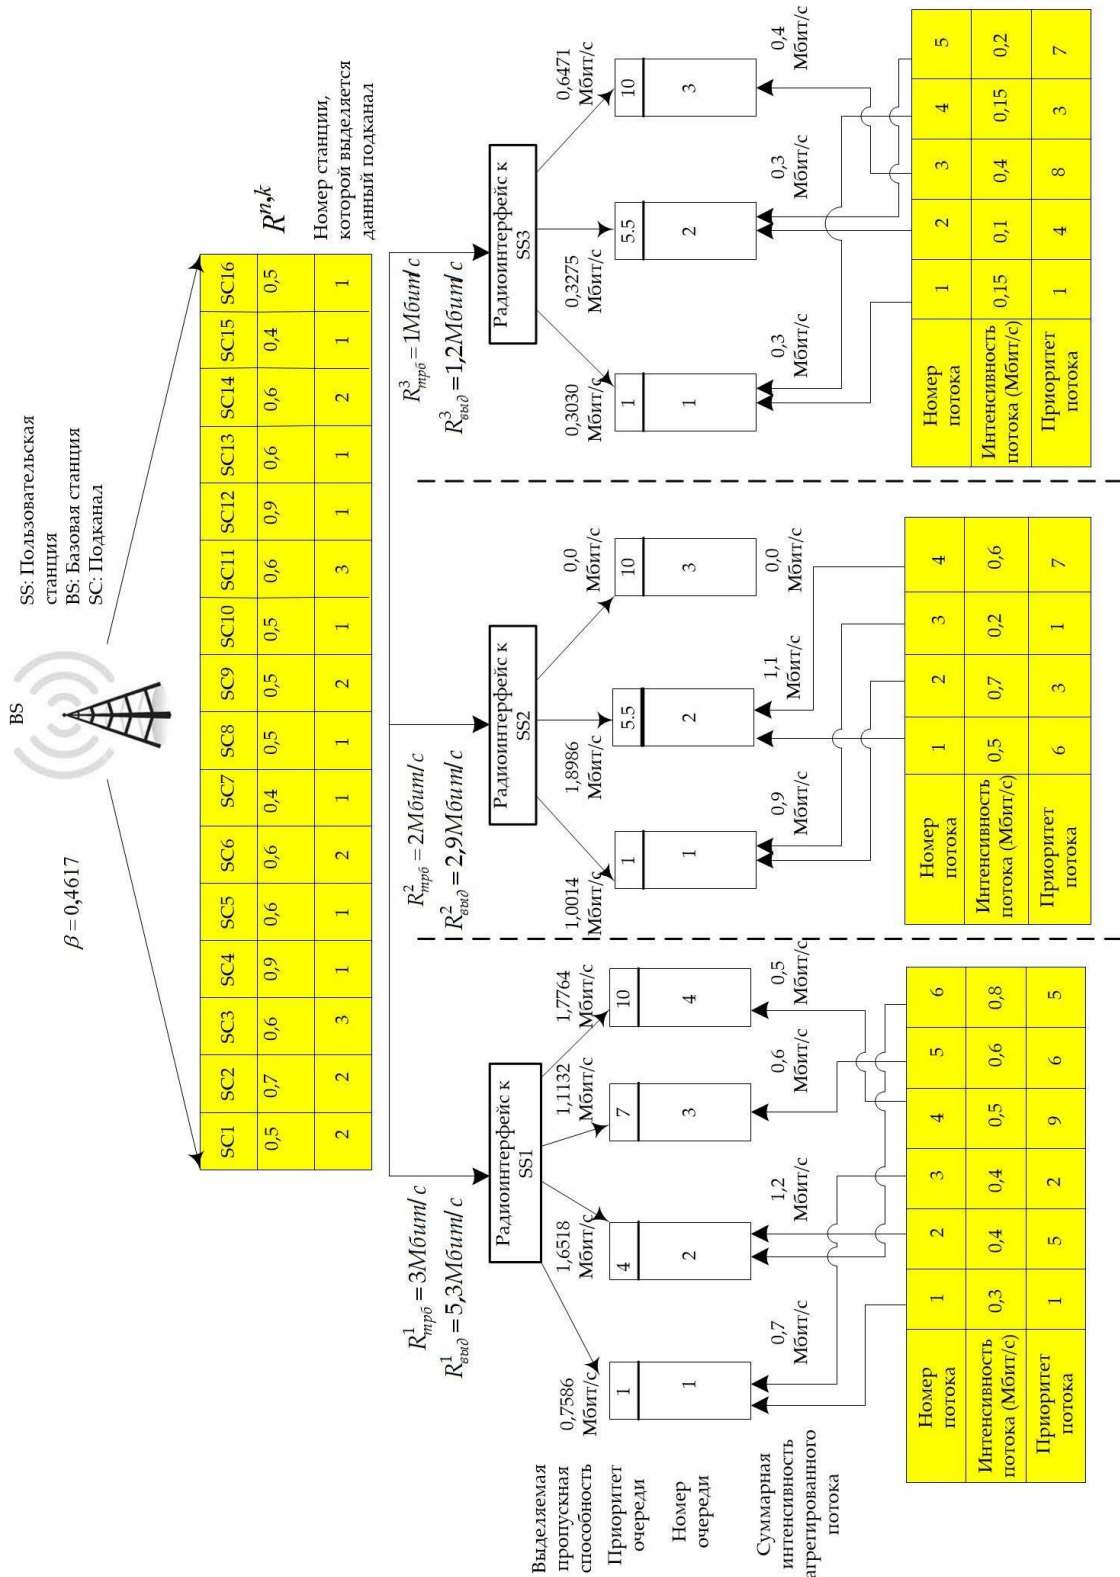 BS
SS: Пользовательская
станция
BS: Базовая станция
SC: Подканал
β = 0,4617
SC1 SC2 SC3 SC4 SC5 SC6 SC7 SC8 SC9 SC10 SC11 SC12 SC13 SC14 SC15 SC16
0,5 0,7 0,6 0,9 0,6 0,6 0,4 0,5 0,5 0,5 0,6 0,9 0,6 0,6 0,4 0,5 R^{n,k}
2 2 3 1 1 2 1 1 2 1 3 1 1 2 1 1
Номер станции,
которой выделяется
данный подканал
R^1_{трб} = 3Мбит/с
R^1_{выд} = 5,3Мбит/с
R^2_{трб} = 2Мбит/с
R^2_{выд} = 2,9Мбит/с
R^3_{трб} = 1Мбит/с
R^3_{выд} = 1,2Мбит/с
Радиоинтерфейс к
SS1
Радиоинтерфейс к
SS2
Радиоинтерфейс к
SS3
Выделяемая
пропускная
способность
0,7586
Мбит/с
1,6518
Мбит/с
1,1132
Мбит/с
1,7764
Мбит/с
1,0014
Мбит/с
1,8986
Мбит/с
0,0
Мбит/с
0,3030
Мбит/с
0,3275
Мбит/с
0,6471
Мбит/с
Приоритет
очереди
1 4 7 10
1 5.5 10
1 5.5 10
Номер
очереди
1 2 3 4
1 2 3
1 2 3
Суммарная
интенсивность
агрегированного
потока
0,7
Мбит/с
1,2
Мбит/с
0,6
Мбит/с
0,5
Мбит/с
0,9
Мбит/с
1,1
Мбит/с
0,0
Мбит/с
0,3
Мбит/с
0,3
Мбит/с
0,4
Мбит/с
Номер
потока
1 2 3 4 5 6
Интенсивность
потока (Мбит/с)
0,3 0,4 0,4 0,5 0,6 0,8
Приоритет
потока
1 5 2 9 6 5
Номер
потока
1 2 3 4
Интенсивность
потока (Мбит/с)
0,5 0,7 0,2 0,6
Приоритет
потока
6 3 1 7
Номер
потока
1 2 3 4 5
Интенсивность
потока (Мбит/с)
0,15 0,1 0,4 0,15 0,2
Приоритет
потока
1 4 8 3 7